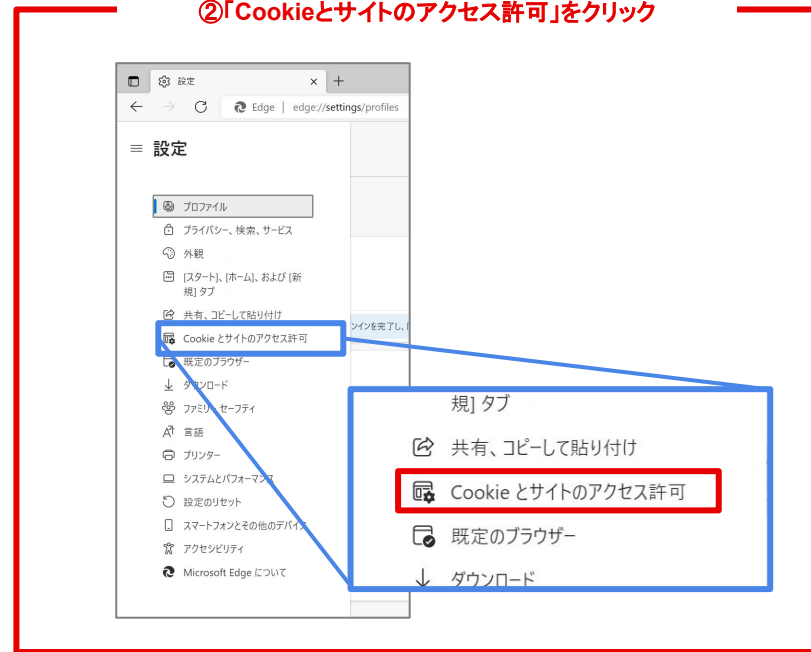 ②「Cookieとサイトのアクセス許可」をクリック
設定
Edge | edge://settings/profiles
設定
プロファイル
プライバシー、検索、サービス
外観
[スタート]、[ホーム]、および [新
規] タブ
共有、コピーして貼り付け
Cookie とサイトのアクセス許可
既定のブラウザー
ダウンロード
ファミリー セーフティ
言語
プリンター
システムとパフォーマンス
設定のリセット
スマートフォンとその他のデバイス
アクセシビリティ
Microsoft Edge について
ンインを完了し、
規] タブ
共有、コピーして貼り付け
Cookie とサイトのアクセス許可
既定のブラウザー
ダウンロード